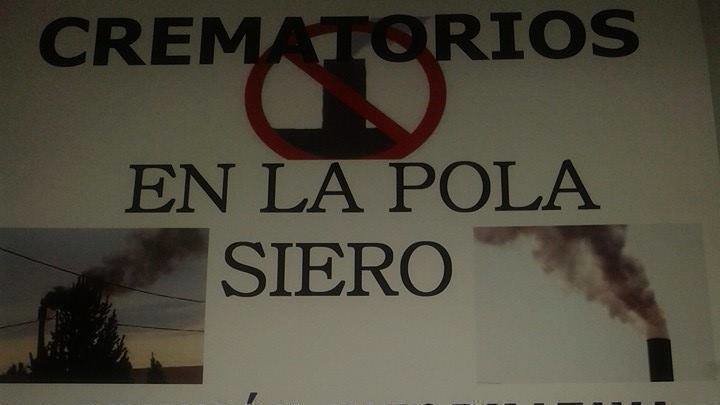 CREMATORIOS
EN LA POLA
SIERO